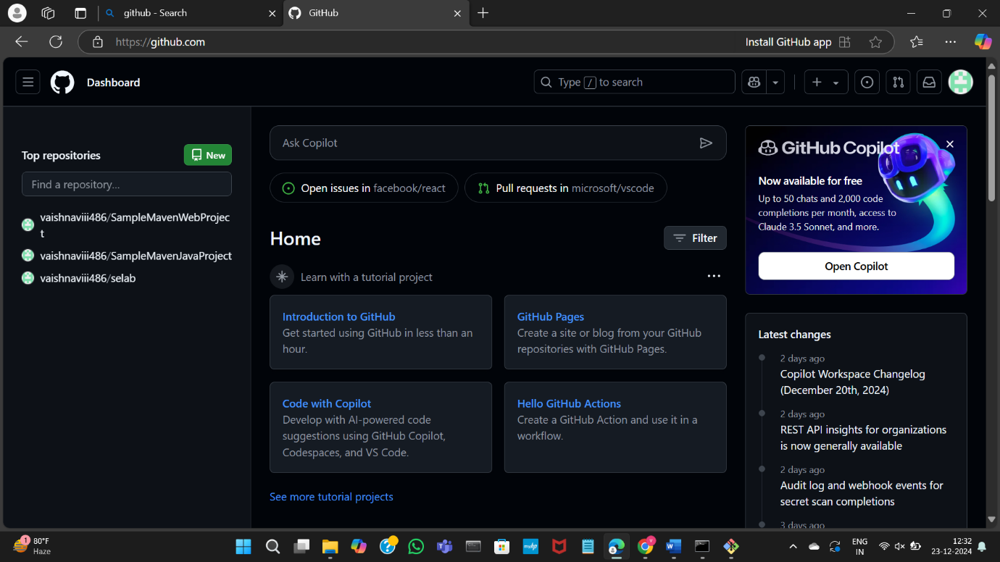 github - Search
GitHub
https://github.com
Install GitHub app
Dashboard
Type / to search
Top repositories
New
Find a repository...
vaishnaviii486/SampleMavenWebProjec
t
vaishnaviii486/SampleMavenJavaProject
vaishnaviii486/selab
Ask Copilot
Open issues in facebook/react
Pull requests in microsoft/vscode
Home
Filter
Learn with a tutorial project
Introduction to GitHub
Get started using GitHub in less than an
hour.
GitHub Pages
Create a site or blog from your GitHub
repositories with GitHub Pages.
Code with Copilot
Develop with AI-powered code
suggestions using GitHub Copilot,
Codespaces, and VS Code.
Hello GitHub Actions
Create a GitHub Action and use it in a
workflow.
See more tutorial projects
GitHub Copilot
Now available for free
Up to 50 chats and 2,000 code
completions per month, access to
Claude 3.5 Sonnet, and more.
Open Copilot
Latest changes
2 days ago
Copilot Workspace Changelog
(December 20th, 2024)
2 days ago
REST API insights for organizations
is now generally available
2 days ago
Audit log and webhook events for
secret scan completions
3 days ago
1
80°F
Haze
myhp
Y
ENG
IN
12:32
23-12-2024